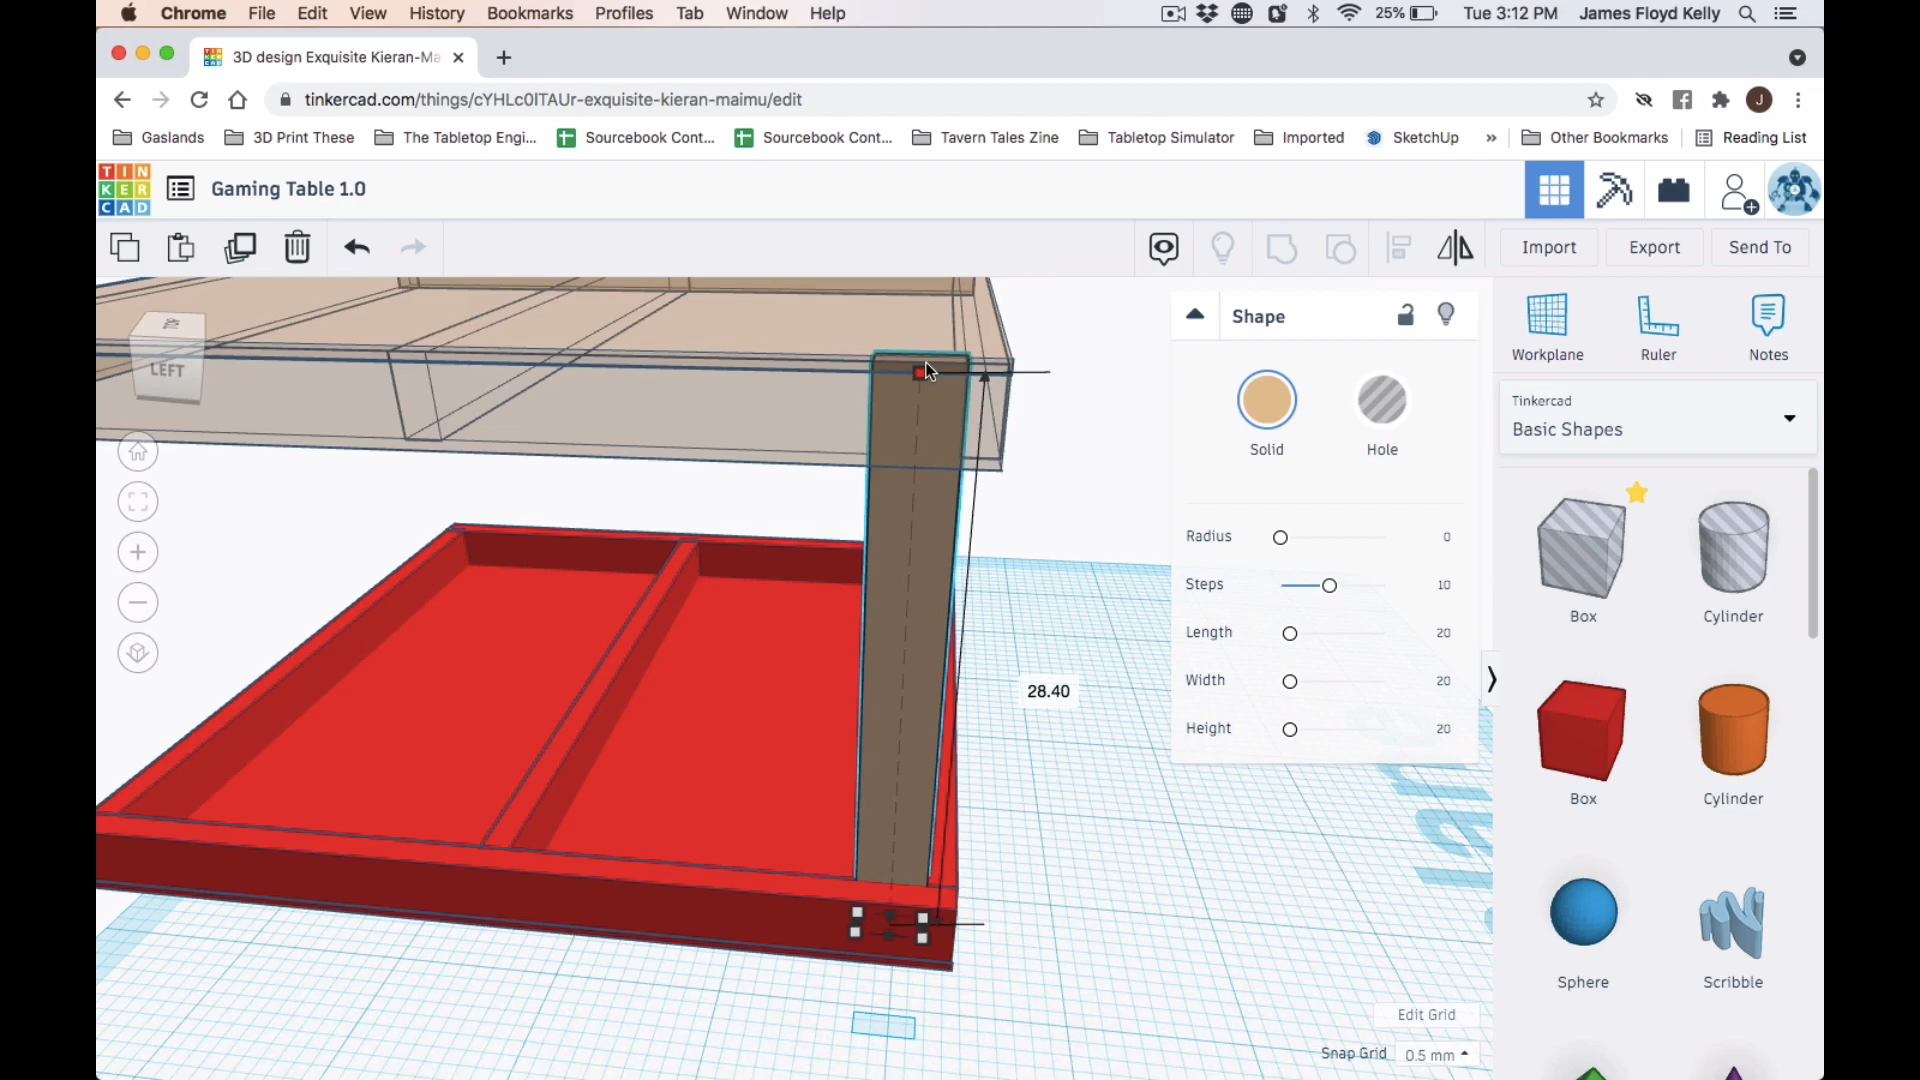 Chrome File Edit View History Bookmarks Profiles Tab Window Help 25% Tue 3:12 PM James Floyd Kelly
3D design Exquisite Kieran-Ma
tinkercad.com/things/cYHLc0lTAUr-exquisite-kieran-maimu/edit J
Gaslands 3D Print These The Tabletop Engi... Sourcebook Cont... Sourcebook Cont... Tavern Tales Zine Tabletop Simulator Imported SketchUp » Other Bookmarks Reading List
TIN
KER
CAD
Gaming Table 1.0
Import Export Send To
Shape
Workplane Ruler Notes
TOP
LEFT
Solid Hole
Tinkercad
Basic Shapes
Radius 0
Steps 10
Length 20
Width 20
Height 20
28.40
Box Cylinder
Box Cylinder
Sphere Scribble
Edit Grid
Snap Grid 0.5 mm